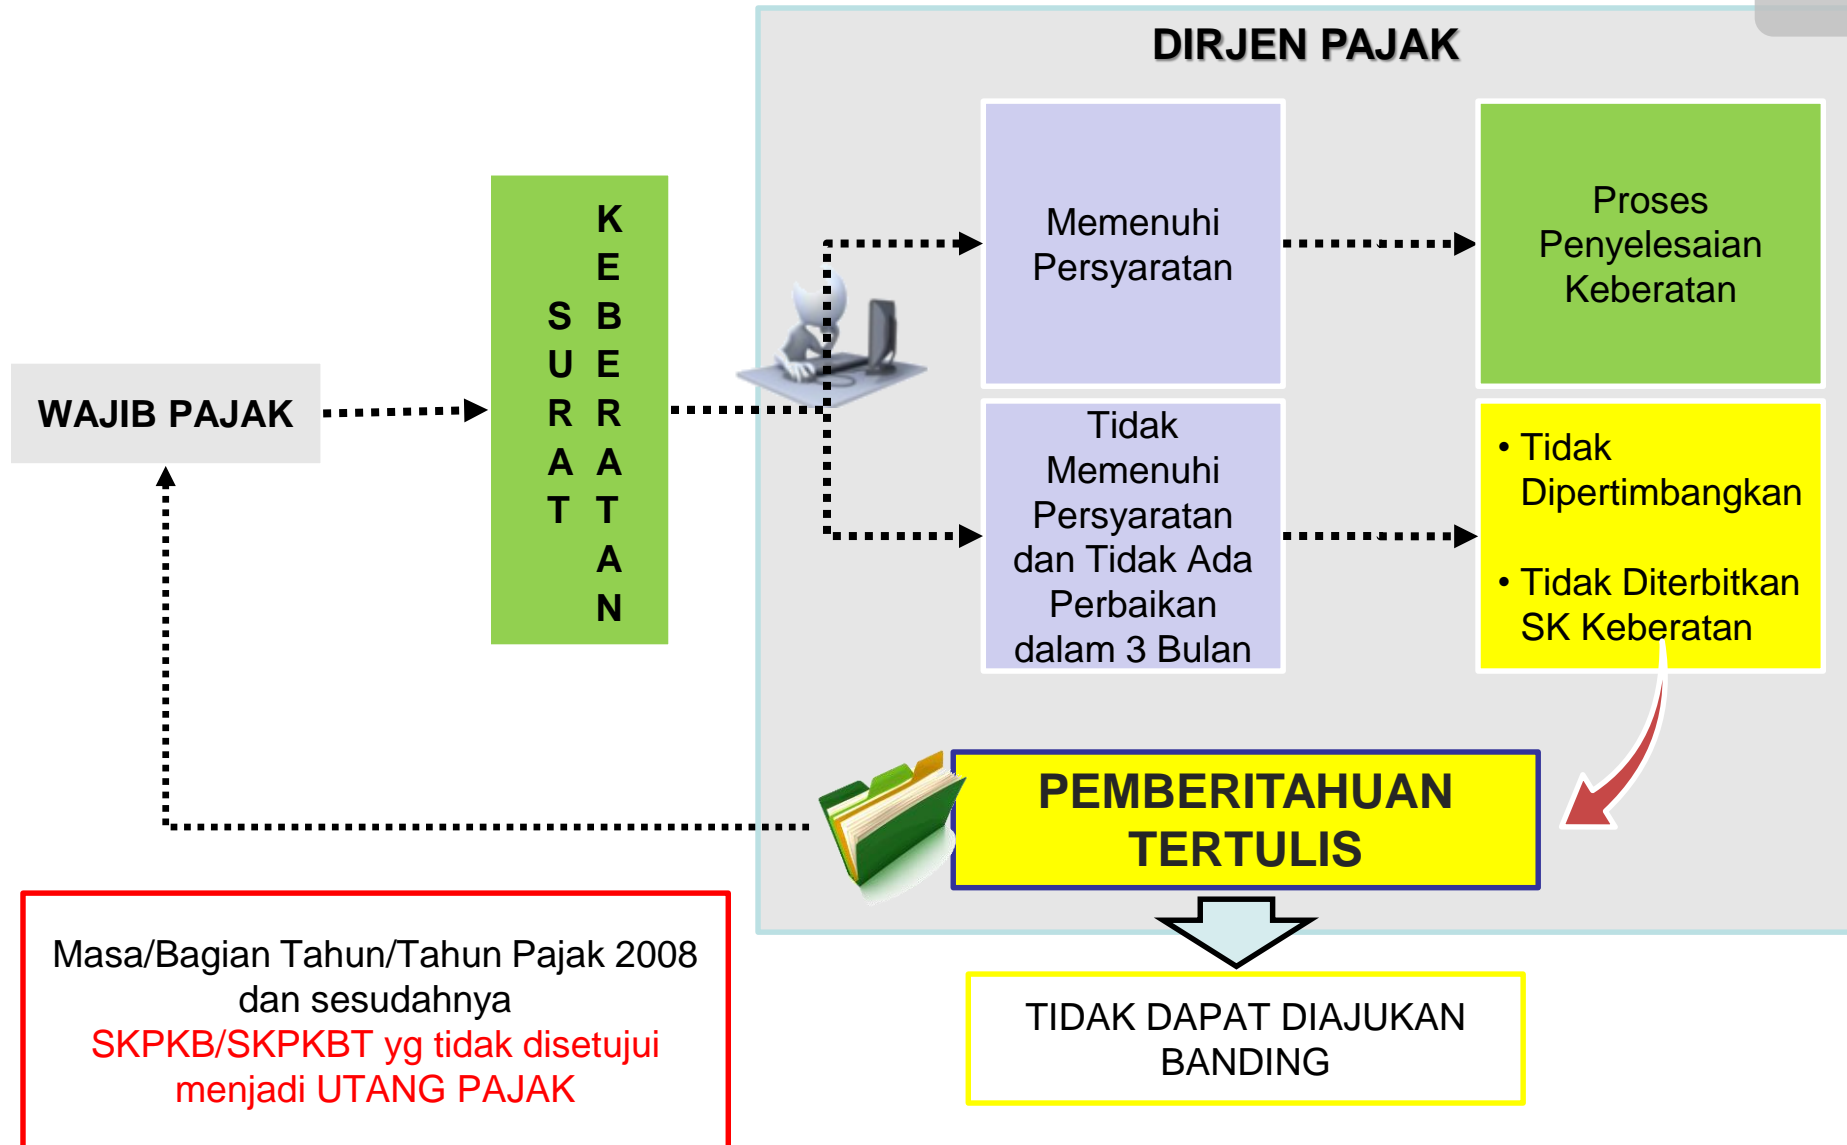 DIRJEN PAJAK
WAJIB PAJAK
SURAT
KEBERATAN
Memenuhi
Persyaratan
Proses
Penyelesaian
Keberatan
Tidak
Memenuhi
Persyaratan
dan Tidak Ada
Perbaikan
dalam 3 Bulan
• Tidak
Dipertimbangkan
• Tidak Diterbitkan
SK Keberatan
PEMBERITAHUAN
TERTULIS
TIDAK DAPAT DIAJUKAN
BANDING
Masa/Bagian Tahun/Tahun Pajak 2008
dan sesudahnya
SKPKB/SKPKBT yg tidak disetujui
menjadi UTANG PAJAK